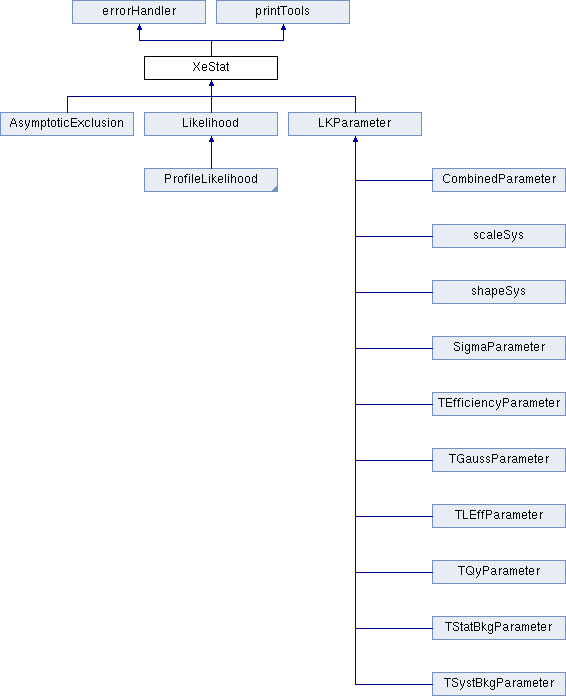 errorHandler
printTools
XeStat
AsymptoticExclusion
Likelihood
LKParameter
ProfileLikelihood
CombinedParameter
scaleSys
shapeSys
SigmaParameter
TEfficiencyParameter
TGaussParameter
TLEffParameter
TQyParameter
TStatBkgParameter
TSystBkgParameter